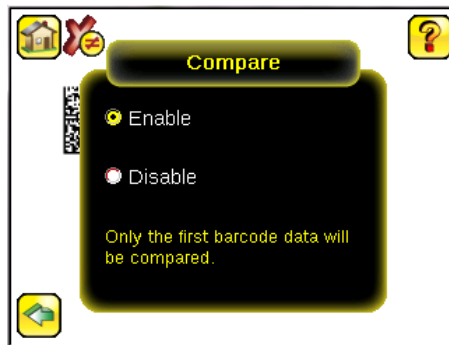 Compare
Enable
Disable
Only the first barcode data will
be compared.